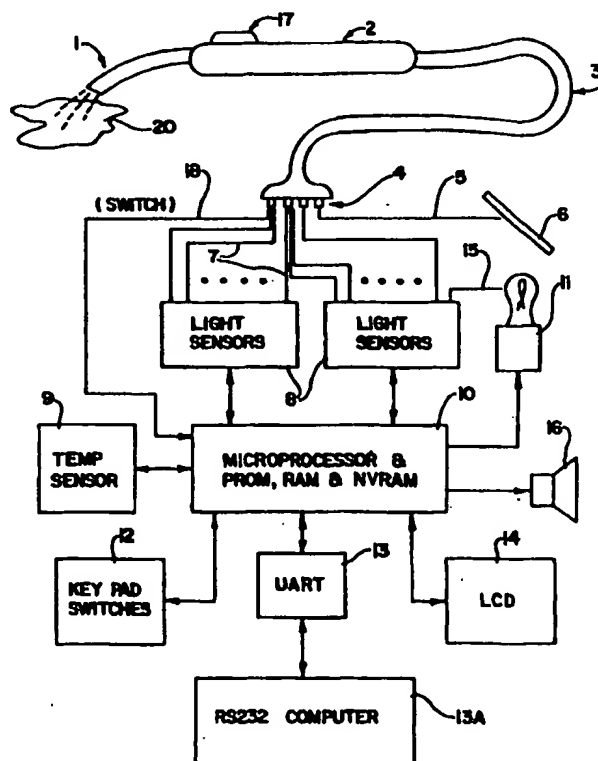 17
1
2
3
20
(SWITCH)
18
4
5
6
7
15
11
LIGHT
SENSORS
LIGHT
SENSORS
8
9
10
16
TEMP
SENSOR
MICROPROCESSOR &
PROM, RAM & NVRAM
12
13
14
KEY PAD
SWITCHES
UART
LCD
RS232 COMPUTER
13A